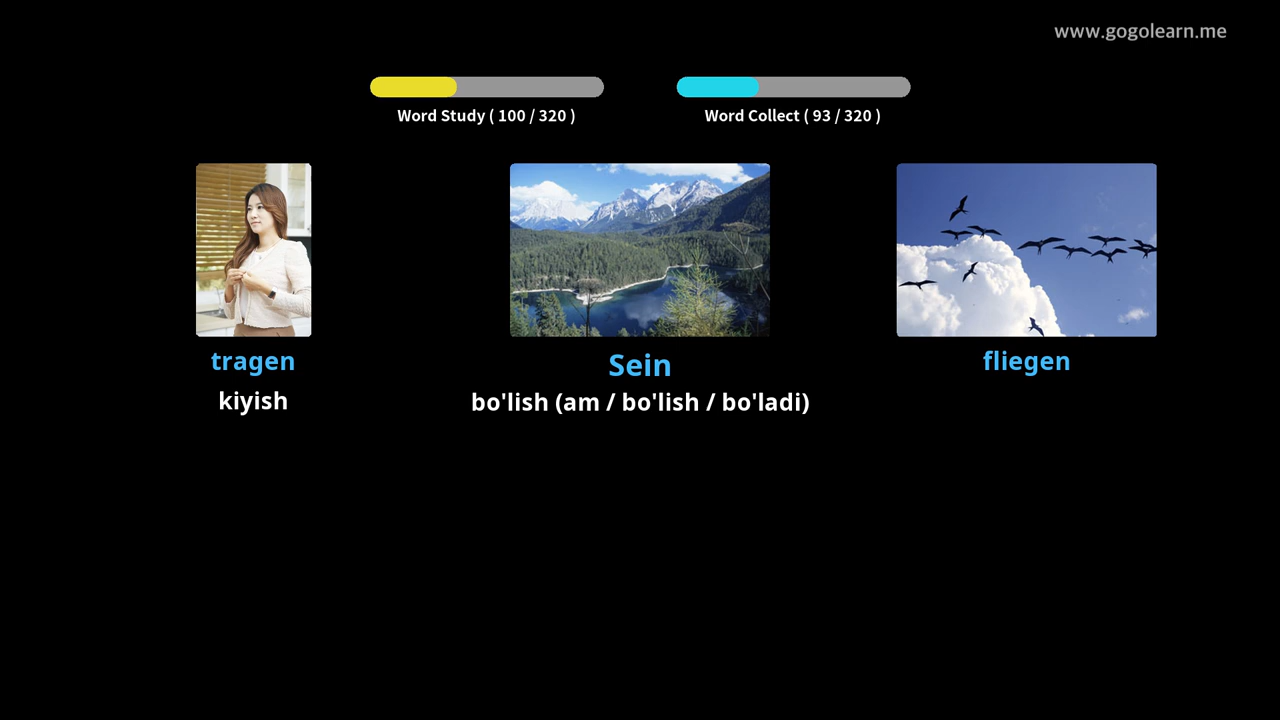 www.gogolearn.me
Word Study ( 100 / 320 )
Word Collect ( 93 / 320 )
tragen
kiyish
Sein
bo'lish (am / bo'lish / bo'ladi)
fliegen